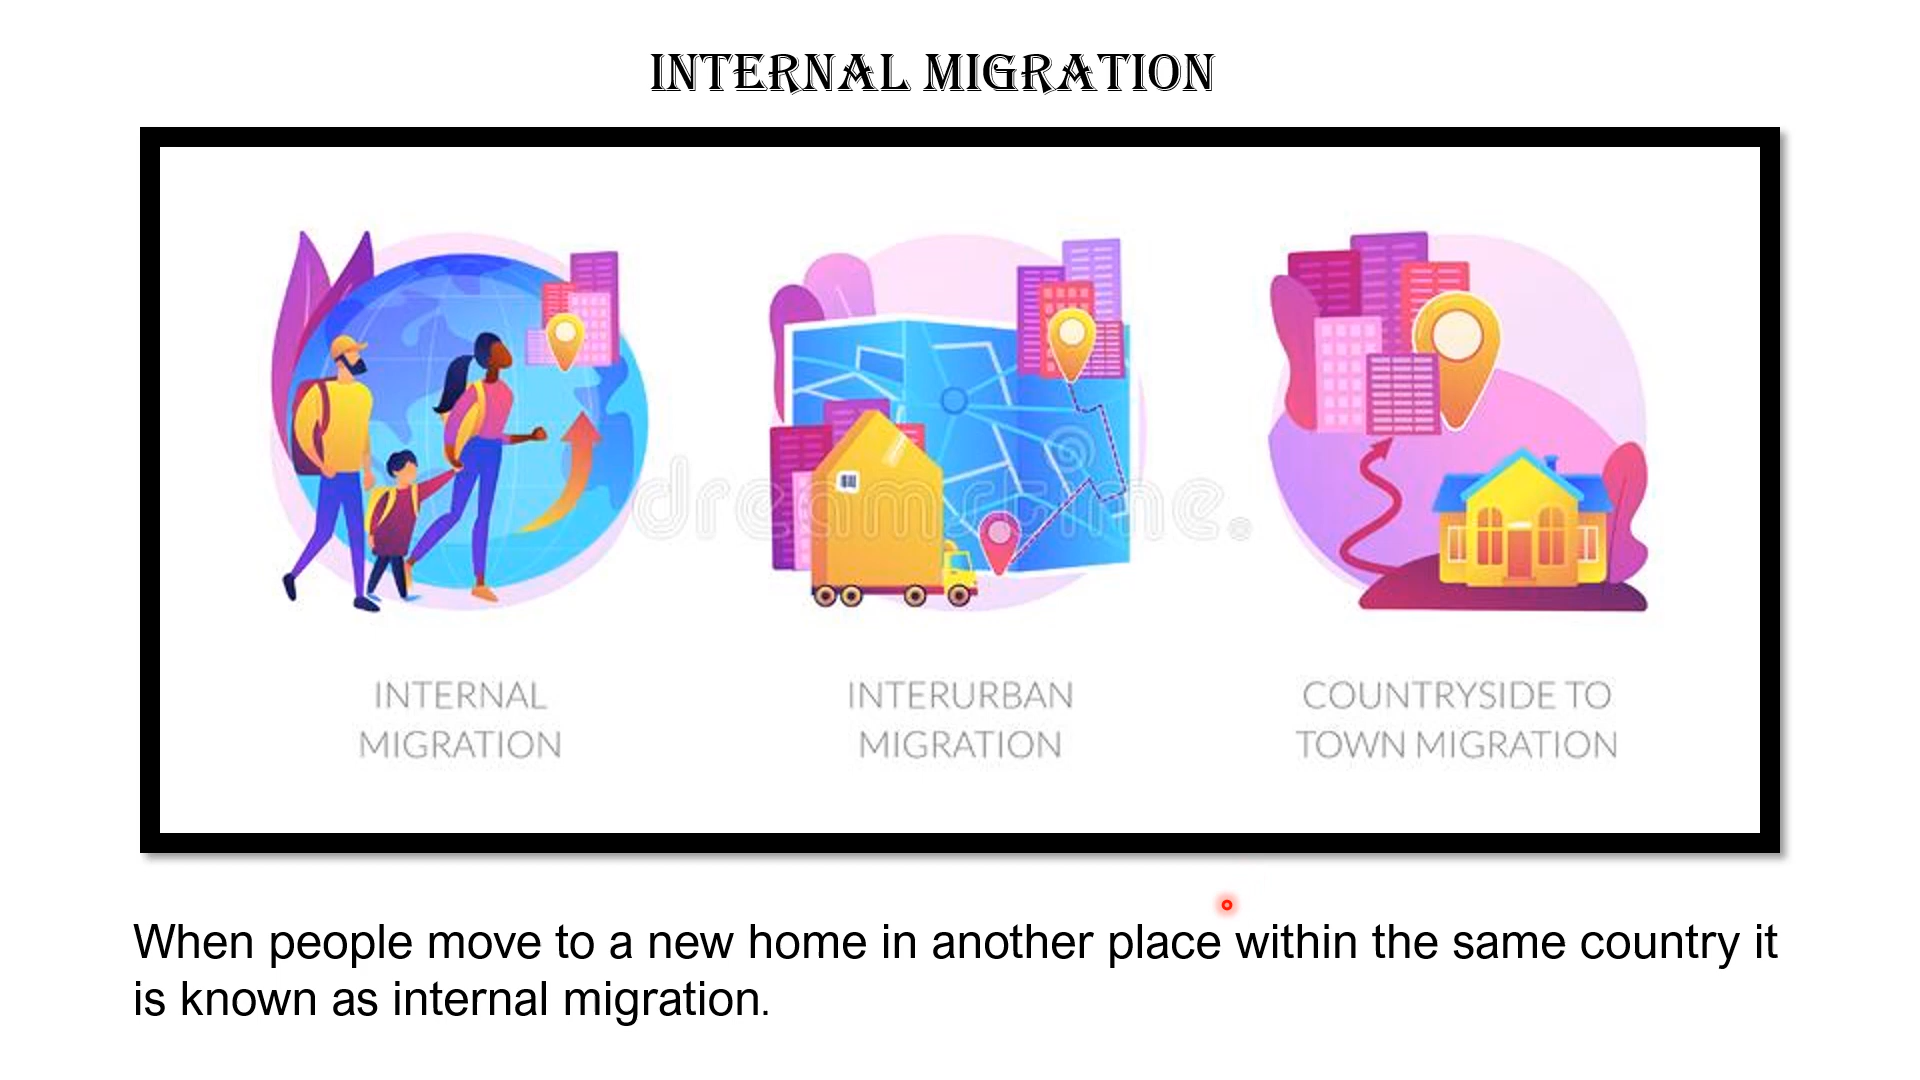 INTERNAL MIGRATION
dreamstime.
INTERNAL
MIGRATION
INTERURBAN
MIGRATION
COUNTRYSIDE TO
TOWN MIGRATION
When people move to a new home in another place within the same country it
is known as internal migration.